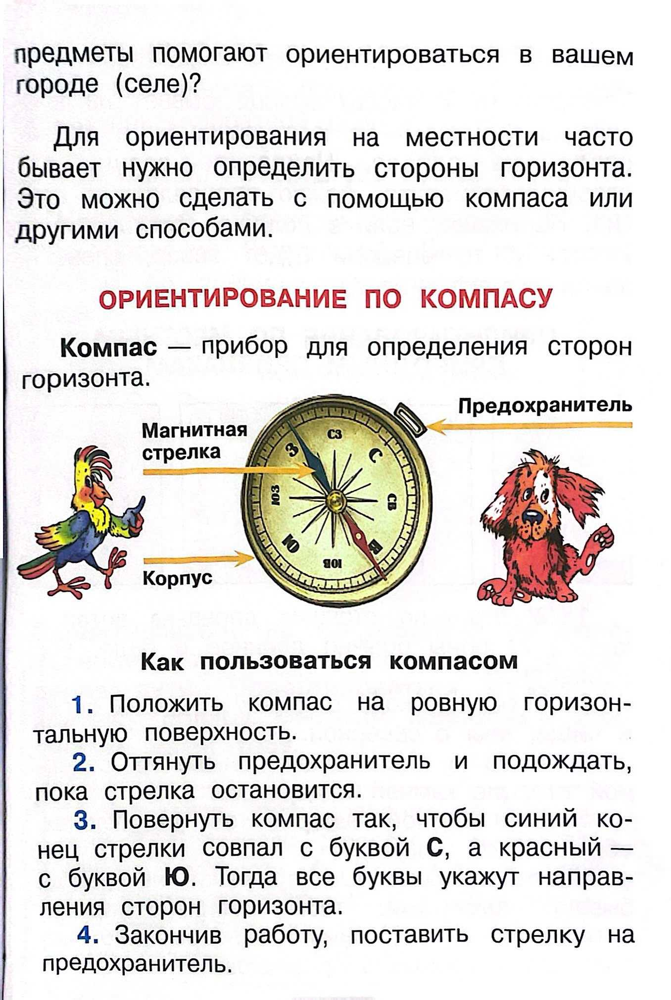 предметы помогают ориентироваться в вашем
городе (селе)?
Для ориентирования на местности часто
бывает нужно определить стороны горизонта.
Это можно сделать с помощью компаса или
другими способами.
ОРИЕНТИРОВАНИЕ ПО КОМПАСУ
Компас — прибор для определения сторон
горизонта.
Предохранитель
Магнитная
стрелка
СЗ
З
С
ЮЗ
СВ
Ю
В
ЮВ
Корпус
Как пользоваться компасом
1. Положить компас на ровную горизон-
тальную поверхность.
2. Оттянуть предохранитель и подождать,
пока стрелка остановится.
3. Повернуть компас так, чтобы синий ко-
нец стрелки совпал с буквой С, а красный —
с буквой Ю. Тогда все буквы укажут направ-
ления сторон горизонта.
4. Закончив работу, поставить стрелку на
предохранитель.